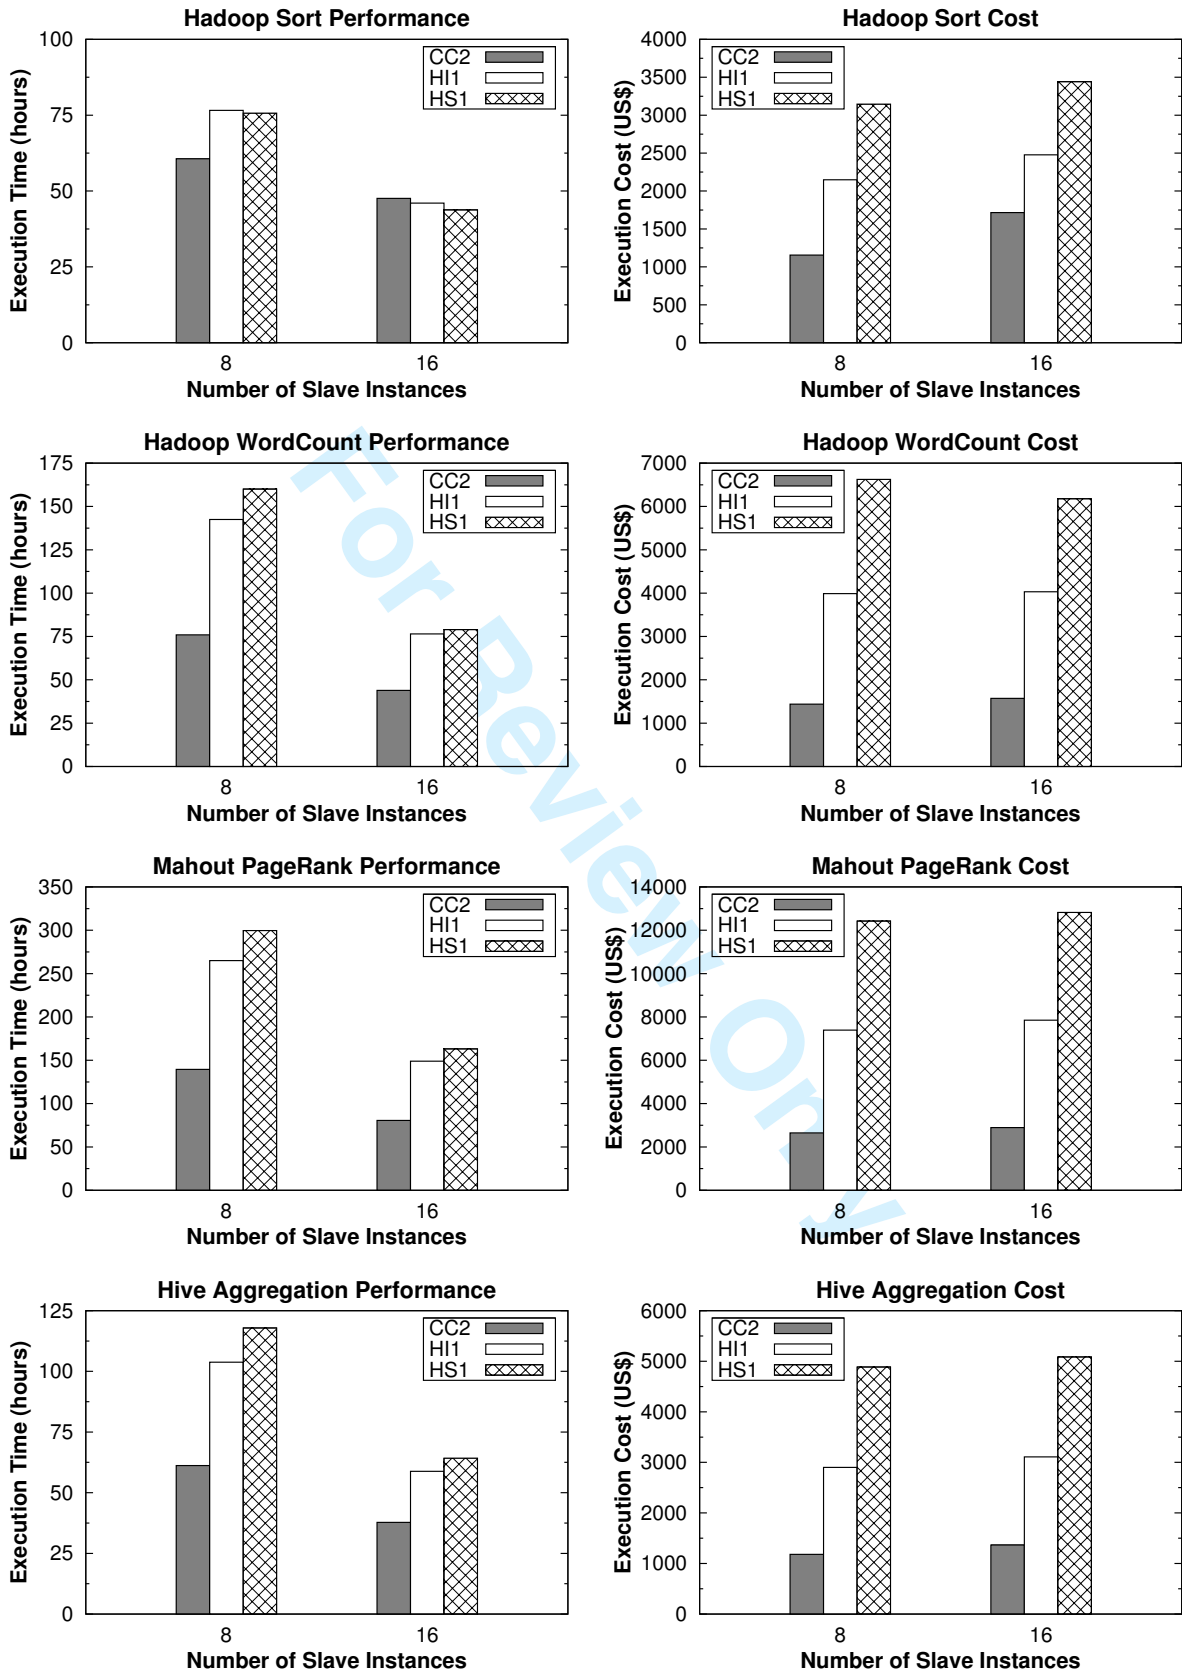 Hadoop Sort Performance
Execution Time (hours)
100
75
50
25
0
CC2
HI1
HS1
8
16
Number of Slave Instances
Hadoop Sort Cost
Execution Cost (US$)
4000
3500
3000
2500
2000
1500
1000
500
0
CC2
HI1
HS1
8
16
Number of Slave Instances
Hadoop WordCount Performance
Execution Time (hours)
175
150
125
100
75
50
25
0
CC2
HI1
HS1
8
16
Number of Slave Instances
Hadoop WordCount Cost
Execution Cost (US$)
7000
6000
5000
4000
3000
2000
1000
0
CC2
HI1
HS1
8
16
Number of Slave Instances
Mahout PageRank Performance
Execution Time (hours)
350
300
250
200
150
100
50
0
CC2
HI1
HS1
8
16
Number of Slave Instances
Mahout PageRank Cost
Execution Cost (US$)
14000
12000
10000
8000
6000
4000
2000
0
CC2
HI1
HS1
8
16
Number of Slave Instances
Hive Aggregation Performance
Execution Time (hours)
125
100
75
50
25
0
CC2
HI1
HS1
8
16
Number of Slave Instances
Hive Aggregation Cost
Execution Cost (US$)
6000
5000
4000
3000
2000
1000
0
CC2
HI1
HS1
8
16
Number of Slave Instances
For Review Only